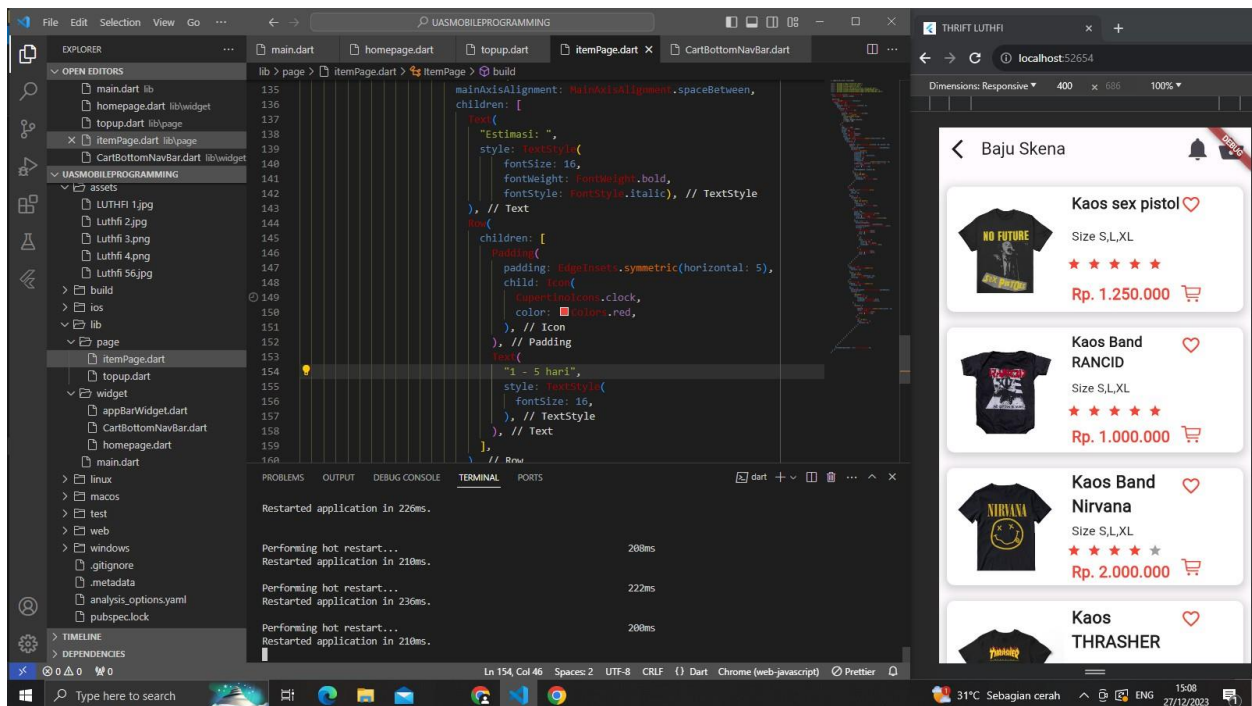 File Edit Selection View Go ··· UASMOBILEPROGRAMMING
EXPLORER ···
OPEN EDITORS
main.dart lib
homepage.dart lib\widget
topup.dart lib\page
itemPage.dart lib\page
CartBottomNavBar.dart lib\widget
UASMOBILEPROGRAMMING
assets
LUTHFI 1.jpg
Luthfi 2.jpg
Luthfi 3.png
Luthfi 4.png
Luthfi 56.jpg
build
ios
lib
page
itemPage.dart
topup.dart
widget
appBarWidget.dart
CartBottomNavBar.dart
homepage.dart
main.dart
linux
macos
test
web
windows
.gitignore
.metadata
analysis_options.yaml
pubspec.lock
TIMELINE
DEPENDENCIES
main.dart homepage.dart topup.dart itemPage.dart × CartBottomNavBar.dart ···
lib > page > itemPage.dart > ItemPage > build
135 mainAxisAlignment: MainAxisAlignment.spaceBetween,
136 children: [
137 Text(
138 "Estimasi: ",
139 style: TextStyle(
140 fontSize: 16,
141 fontWeight: FontWeight.bold,
142 fontStyle: FontStyle.italic), // TextStyle
143 ), // Text
144 Row(
145 children: [
146 Padding(
147 padding: EdgeInsets.symmetric(horizontal: 5),
148 child: Icon(
149 CupertinoIcons.clock,
150 color: Colors.red,
151 ), // Icon
152 ), // Padding
153 Text(
154 "1 - 5 hari",
155 style: TextStyle(
156 fontSize: 16,
157 ), // TextStyle
158 ), // Text
159 ],
160 ), // Row
PROBLEMS OUTPUT DEBUG CONSOLE TERMINAL PORTS dart
Restarted application in 226ms.
Performing hot restart... 208ms
Restarted application in 210ms.
Performing hot restart... 222ms
Restarted application in 236ms.
Performing hot restart... 200ms
Restarted application in 210ms.
0 0 0 Ln 154, Col 46 Spaces: 2 UTF-8 CRLF {} Dart Chrome (web-javascript) Prettier
THRIFT LUTHFI
localhost:52654
Dimensions: Responsive 400 × 686 100%
Baju Skena
DEBUG
NO FUTURE
SEX PISTOLS
Kaos sex pistol
Size S,L,XL
Rp. 1.250.000
RANCID
Kaos Band
RANCID
Size S,L,XL
Rp. 1.000.000
NIRVANA
Kaos Band
Nirvana
Size S,L,XL
Rp. 2.000.000
THRASHER
Kaos
THRASHER
Type here to search
31°C Sebagian cerah ENG 15:08
27/12/2023